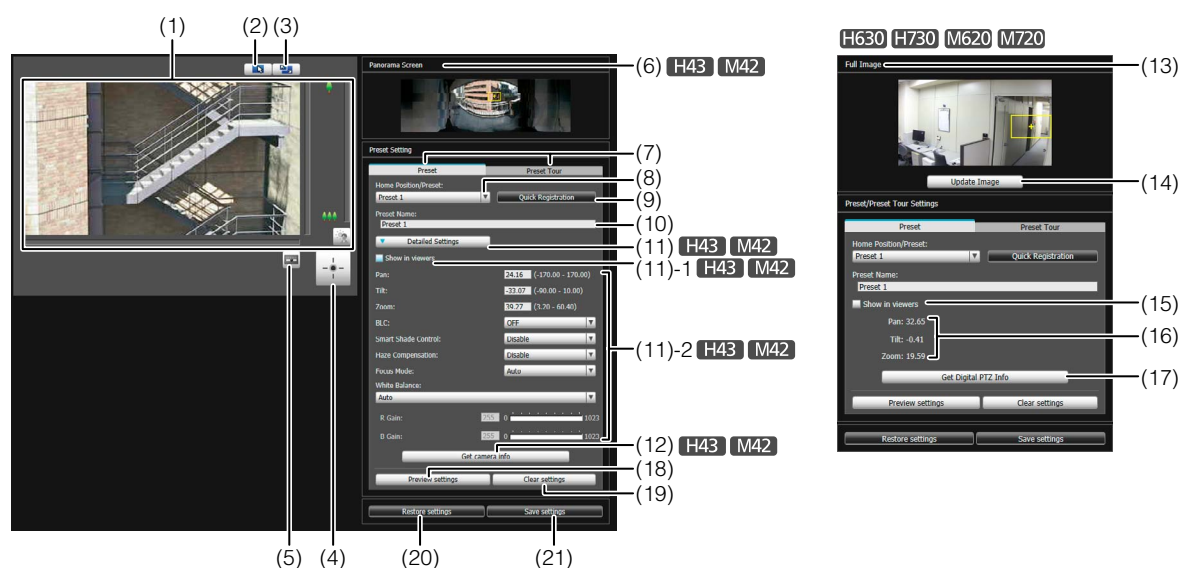 (1) (2) (3)
Panorama Screen
(6) H43 M42
Preset Setting
(7)
Preset Preset Tour
Home Position/Preset:
(8)
Preset 1 Quick Registration
(9)
Preset Name:
Preset 1
(10)
Detailed Settings
(11) H43 M42
Show in viewers
(11)-1 H43 M42
Pan: 24.16 (-170.00 - 170.00)
Tilt: -33.07 (-90.00 - 10.00)
Zoom: 39.27 (3.20 - 60.40)
BLC: OFF
Smart Shade Control: Disable
(11)-2 H43 M42
Haze Compensation: Disable
Focus Mode: Auto
White Balance:
Auto
R Gain: 255 0 1023
B Gain: 255 0 1023
Get camera info
(12) H43 M42
Preview settings Clear settings
(18)
(19)
Restore settings Save settings
(5) (4) (20) (21)
H630 H730 M620 M720
Full Image
(13)
Update Image
(14)
Preset/Preset Tour Settings
Preset Preset Tour
Home Position/Preset:
Preset 1 Quick Registration
Preset Name:
Preset 1
Show in viewers
(15)
Pan: 32.65
Tilt: -0.41
(16)
Zoom: 19.59
Get Digital PTZ Info
(17)
Preview settings Clear settings
Restore settings Save settings